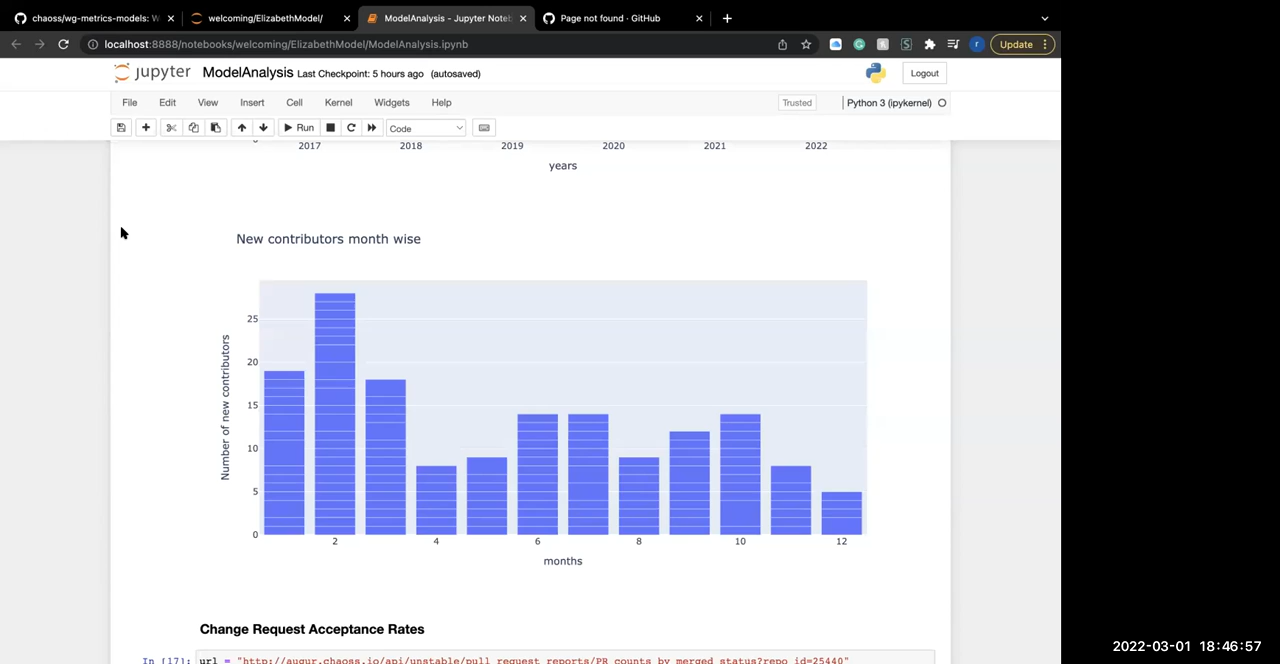 chaoss/wg-metrics-models: W
welcoming/ElizabethModel/
ModelAnalysis - Jupyter Note
Page not found · GitHub
localhost:8888/notebooks/welcoming/ElizabethModel/ModelAnalysis.ipynb
r
Update
jupyter ModelAnalysis Last Checkpoint: 5 hours ago (autosaved)
Logout
File Edit View Insert Cell Kernel Widgets Help
Trusted
Python 3 (ipykernel)
Run
Code
2017 2018 2019 2020 2021 2022
years
New contributors month wise
Number of new contributors
25
20
15
10
5
0
2 4 6 8 10 12
months
Change Request Acceptance Rates
In [17]: url = "http://augur.chaoss.io/api/unstable/pull_request_reports/PR_counts_by_merged_status?repo_id=25440"
2022-03-01 18:46:57